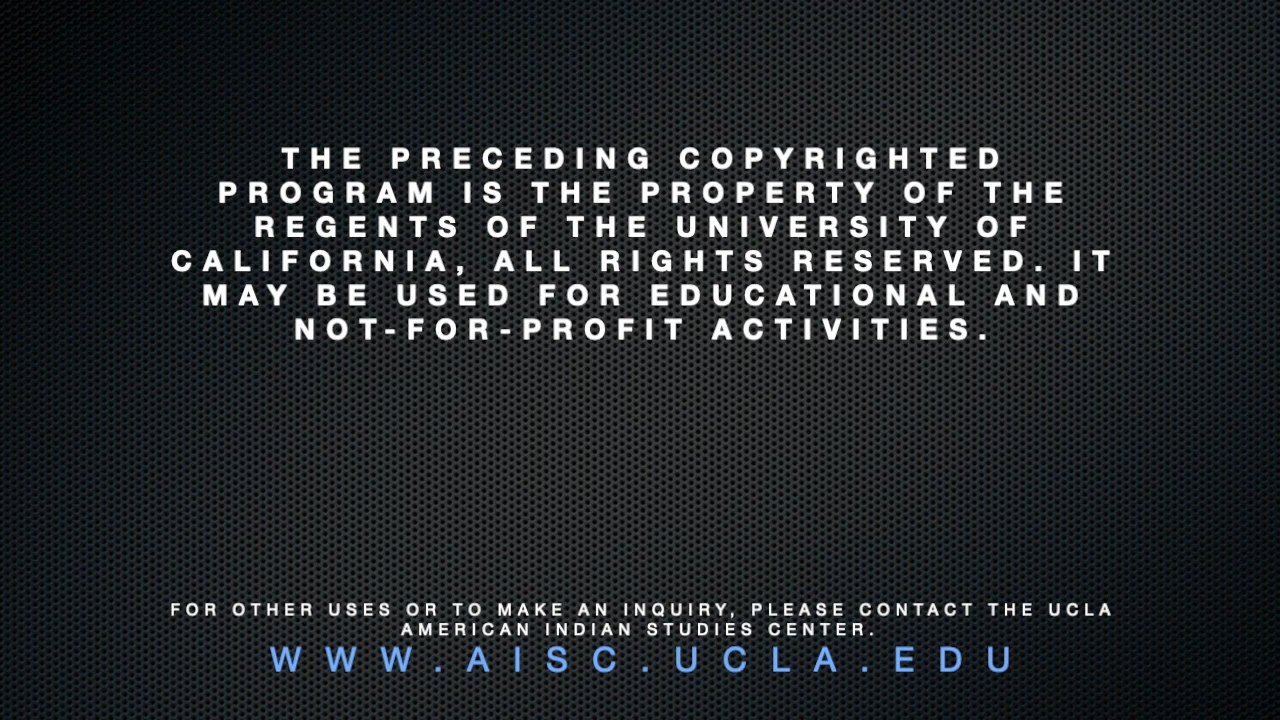 THE PRECEDING COPYRIGHTED
PROGRAM IS THE PROPERTY OF THE
REGENTS OF THE UNIVERSITY OF
CALIFORNIA, ALL RIGHTS RESERVED. IT
MAY BE USED FOR EDUCATIONAL AND
NOT-FOR-PROFIT ACTIVITIES.
FOR OTHER USES OR TO MAKE AN INQUIRY, PLEASE CONTACT THE UCLA
AMERICAN INDIAN STUDIES CENTER.
WWW.AISC.UCLA.EDU